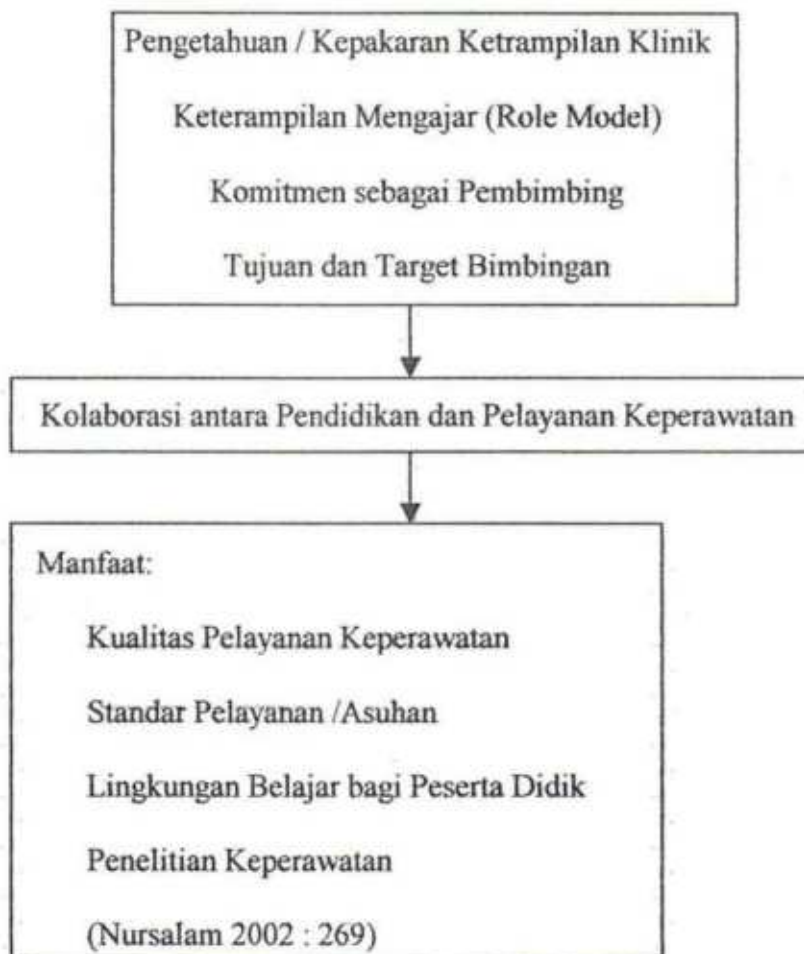 Pengetahuan / Kepakaran Ketrampilan Klinik
Keterampilan Mengajar (Role Model)
Komitmen sebagai Pembimbing
Tujuan dan Target Bimbingan
Kolaborasi antara Pendidikan dan Pelayanan Keperawatan
Manfaat:
Kualitas Pelayanan Keperawatan
Standar Pelayanan /Asuhan
Lingkungan Belajar bagi Peserta Didik
Penelitian Keperawatan
(Nursalam 2002 : 269)